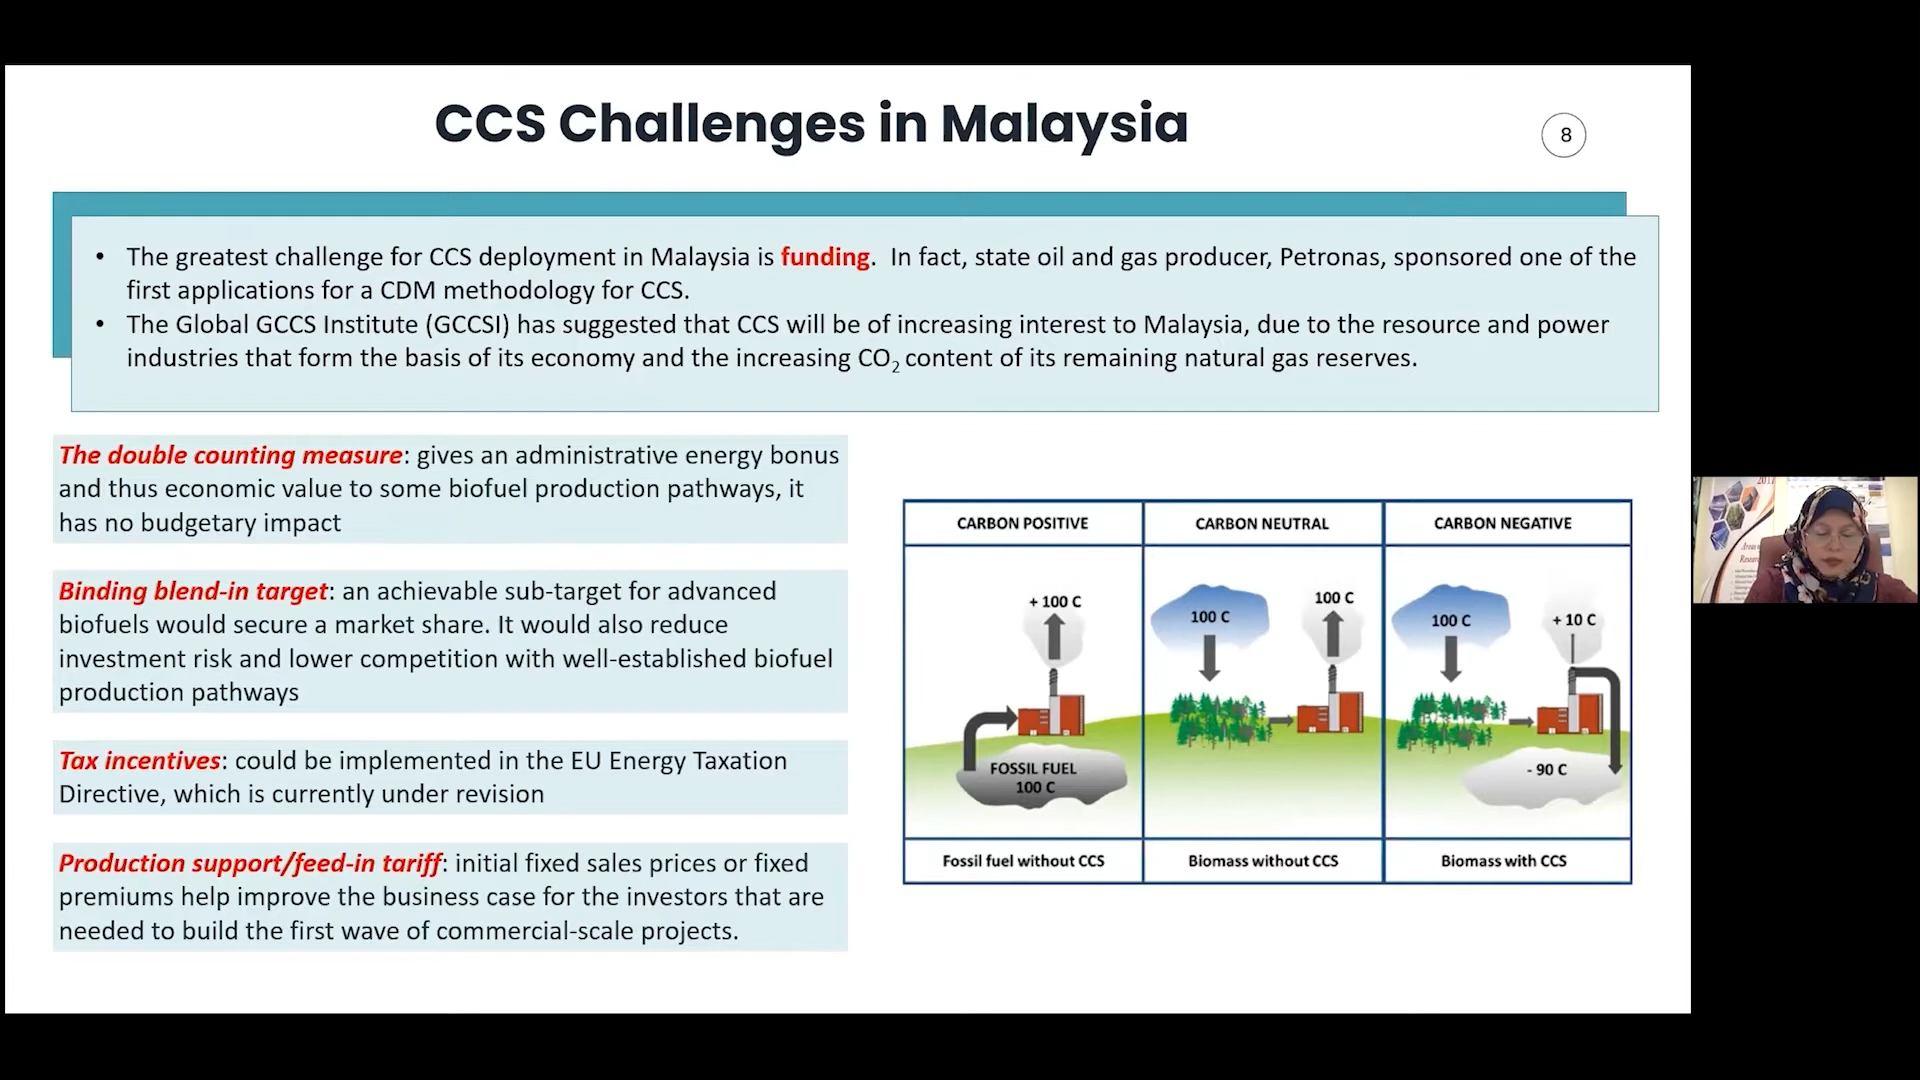 CCS Challenges in Malaysia
8
• The greatest challenge for CCS deployment in Malaysia is funding. In fact, state oil and gas producer, Petronas, sponsored one of the
first applications for a CDM methodology for CCS.
• The Global GCCS Institute (GCCSI) has suggested that CCS will be of increasing interest to Malaysia, due to the resource and power
industries that form the basis of its economy and the increasing CO₂ content of its remaining natural gas reserves.
The double counting measure: gives an administrative energy bonus
and thus economic value to some biofuel production pathways, it
has no budgetary impact
Binding blend-in target: an achievable sub-target for advanced
biofuels would secure a market share. It would also reduce
investment risk and lower competition with well-established biofuel
production pathways
Tax incentives: could be implemented in the EU Energy Taxation
Directive, which is currently under revision
Production support/feed-in tariff: initial fixed sales prices or fixed
premiums help improve the business case for the investors that are
needed to build the first wave of commercial-scale projects.
CARBON POSITIVE
+ 100 C
FOSSIL FUEL
100 C
Fossil fuel without CCS
CARBON NEUTRAL
100 C
100 C
Biomass without CCS
CARBON NEGATIVE
100 C
+ 10 C
- 90 C
Biomass with CCS